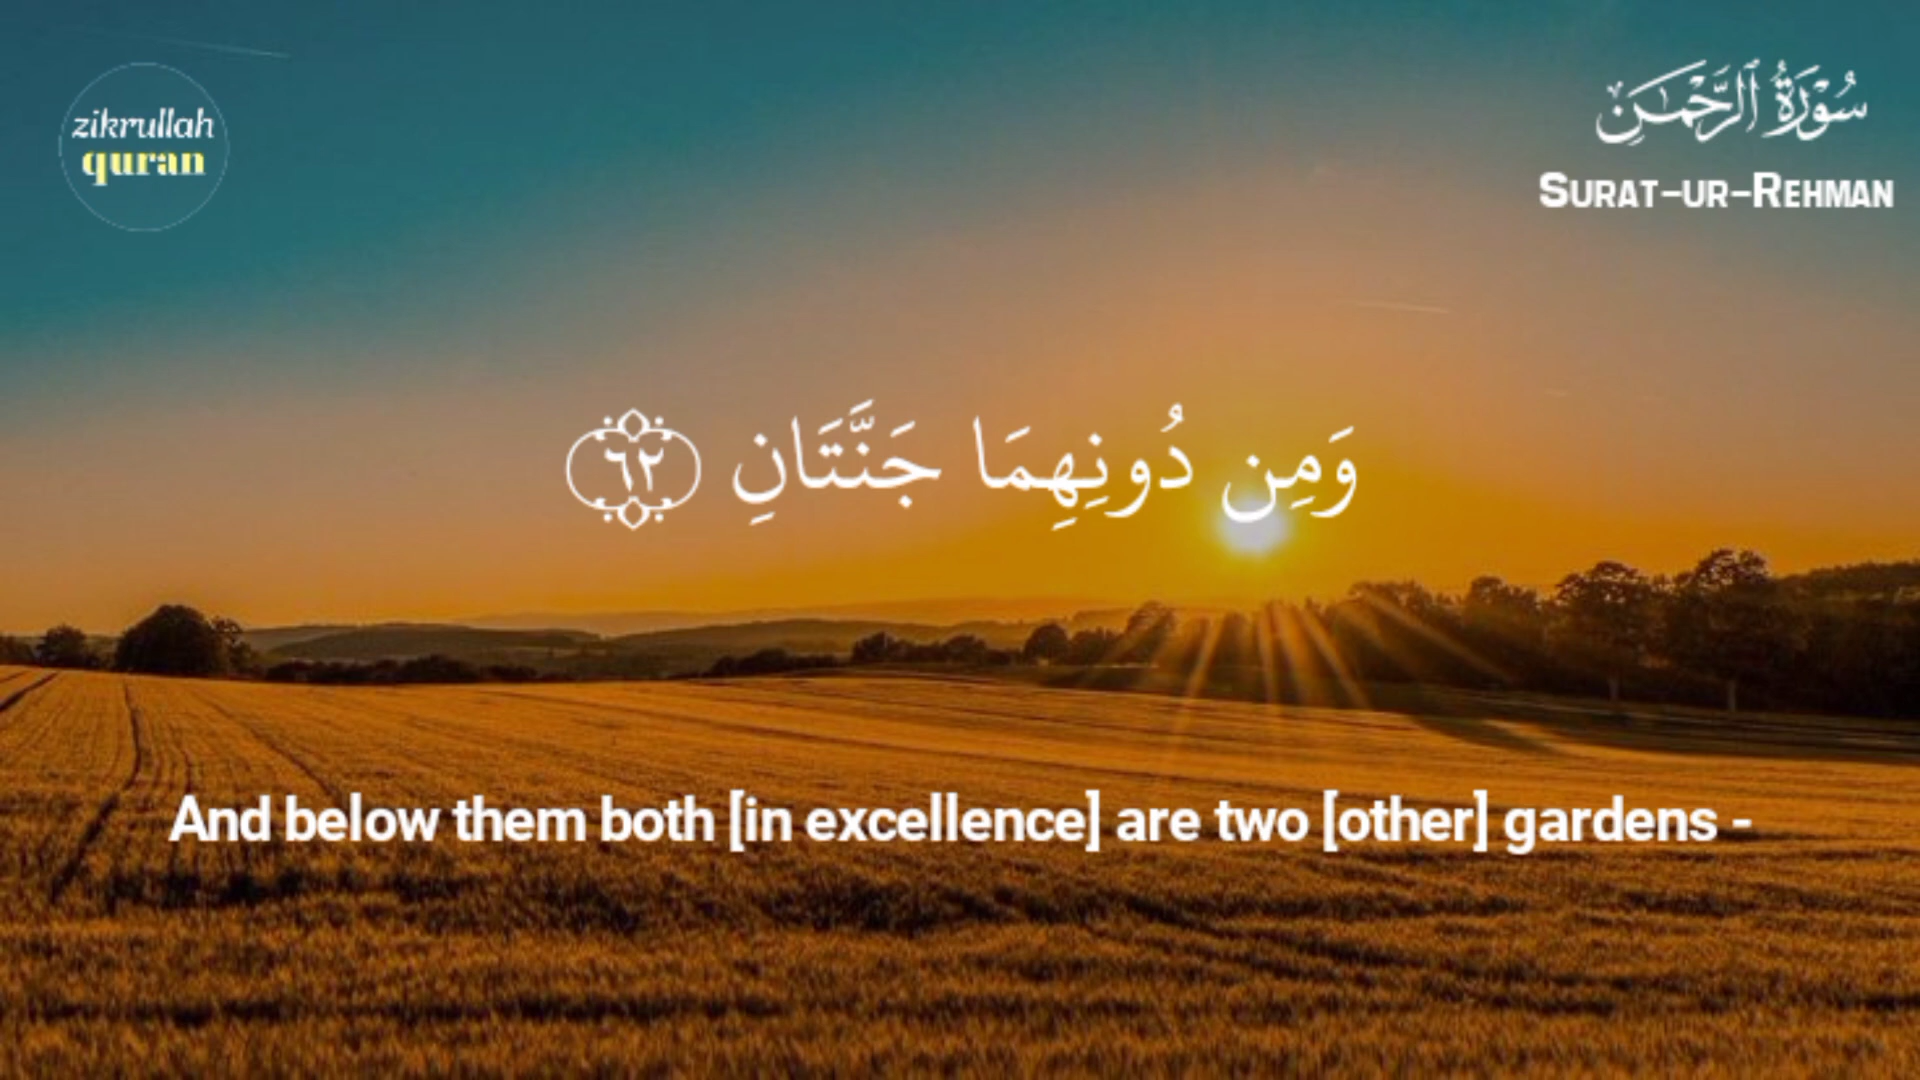 zikrullah
quran
سُوْرَةُ ٱلرَّحْمَـٰن
SURAT-UR-REHMAN
وَمِن دُونِهِمَا جَنَّتَانِ ٦٢
And below them both [in excellence] are two [other] gardens -